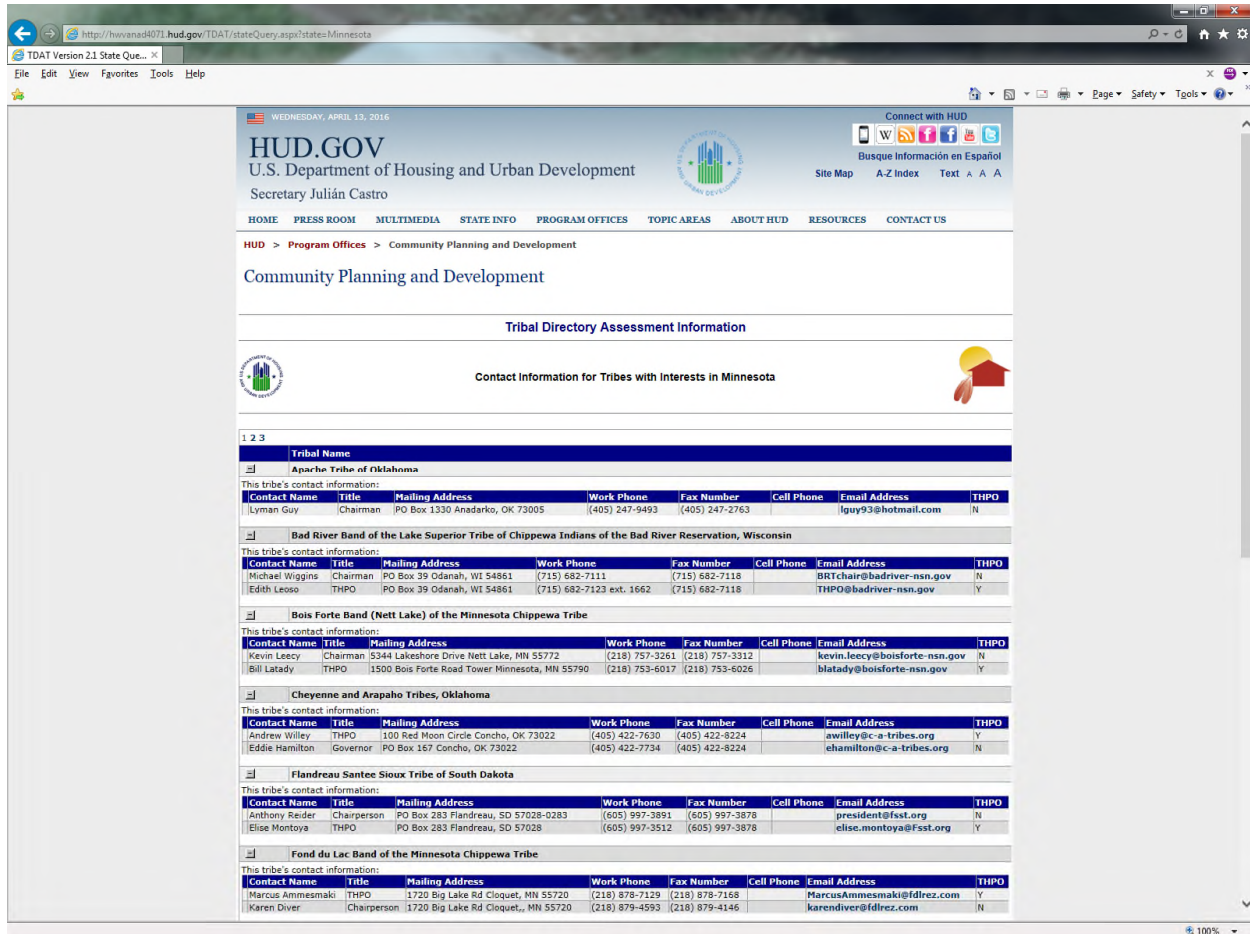 http://hwvanad4071.hud.gov/TDAT/stateQuery.aspx?state=Minnesota
TDAT Version 2.1 State Que...
File Edit View Favorites Tools Help
Page Safety Tools
WEDNESDAY, APRIL 13, 2016
Connect with HUD
HUD.GOV
U.S. Department of Housing and Urban Development
Secretary Julián Castro
Busque Información en Español
Site Map A-Z Index Text A A A
HOME PRESS ROOM MULTIMEDIA STATE INFO PROGRAM OFFICES TOPIC AREAS ABOUT HUD RESOURCES CONTACT US
HUD > Program Offices > Community Planning and Development
Community Planning and Development
Tribal Directory Assessment Information
Contact Information for Tribes with Interests in Minnesota
1 2 3
Tribal Name
Apache Tribe of Oklahoma
This tribe's contact information:
Contact Name Title Mailing Address Work Phone Fax Number Cell Phone Email Address THPO
Lyman Guy Chairman PO Box 1330 Anadarko, OK 73005 (405) 247-9493 (405) 247-2763 lguy93@hotmail.com N
Bad River Band of the Lake Superior Tribe of Chippewa Indians of the Bad River Reservation, Wisconsin
This tribe's contact information:
Contact Name Title Mailing Address Work Phone Fax Number Cell Phone Email Address THPO
Michael Wiggins Chairman PO Box 39 Odanah, WI 54861 (715) 682-7111 (715) 682-7118 BRTchair@badriver-nsn.gov N
Edith Leoso THPO PO Box 39 Odanah, WI 54861 (715) 682-7123 ext. 1662 (715) 682-7118 THPO@badriver-nsn.gov Y
Bois Forte Band (Nett Lake) of the Minnesota Chippewa Tribe
This tribe's contact information:
Contact Name Title Mailing Address Work Phone Fax Number Cell Phone Email Address THPO
Kevin Leecy Chairman 5344 Lakeshore Drive Nett Lake, MN 55772 (218) 757-3261 (218) 757-3312 kevin.leecy@boisforte-nsn.gov N
Bill Latady THPO 1500 Bois Forte Road Tower Minnesota, MN 55790 (218) 753-6017 (218) 753-6026 blatady@boisforte-nsn.gov Y
Cheyenne and Arapaho Tribes, Oklahoma
This tribe's contact information:
Contact Name Title Mailing Address Work Phone Fax Number Cell Phone Email Address THPO
Andrew Willey THPO 100 Red Moon Circle Concho, OK 73022 (405) 422-7630 (405) 422-8224 awilley@c-a-tribes.org Y
Eddie Hamilton Governor PO Box 167 Concho, OK 73022 (405) 422-7734 (405) 422-8224 ehamilton@c-a-tribes.org N
Flandreau Santee Sioux Tribe of South Dakota
This tribe's contact information:
Contact Name Title Mailing Address Work Phone Fax Number Cell Phone Email Address THPO
Anthony Reider Chairperson PO Box 283 Flandreau, SD 57028-0283 (605) 997-3891 (605) 997-3878 president@fsst.org N
Elise Montoya THPO PO Box 283 Flandreau, SD 57028 (605) 997-3512 (605) 997-3878 elise.montoya@Fsst.org Y
Fond du Lac Band of the Minnesota Chippewa Tribe
This tribe's contact information:
Contact Name Title Mailing Address Work Phone Fax Number Cell Phone Email Address THPO
Marcus Ammesmaki THPO 1720 Big Lake Rd Cloquet, MN 55720 (218) 878-7129 (218) 878-7168 MarcusAmmesmaki@fdlrez.com Y
Karen Diver Chairperson 1720 Big Lake Rd Cloquet,, MN 55720 (218) 879-4593 (218) 879-4146 karendiver@fdlrez.com N
100%